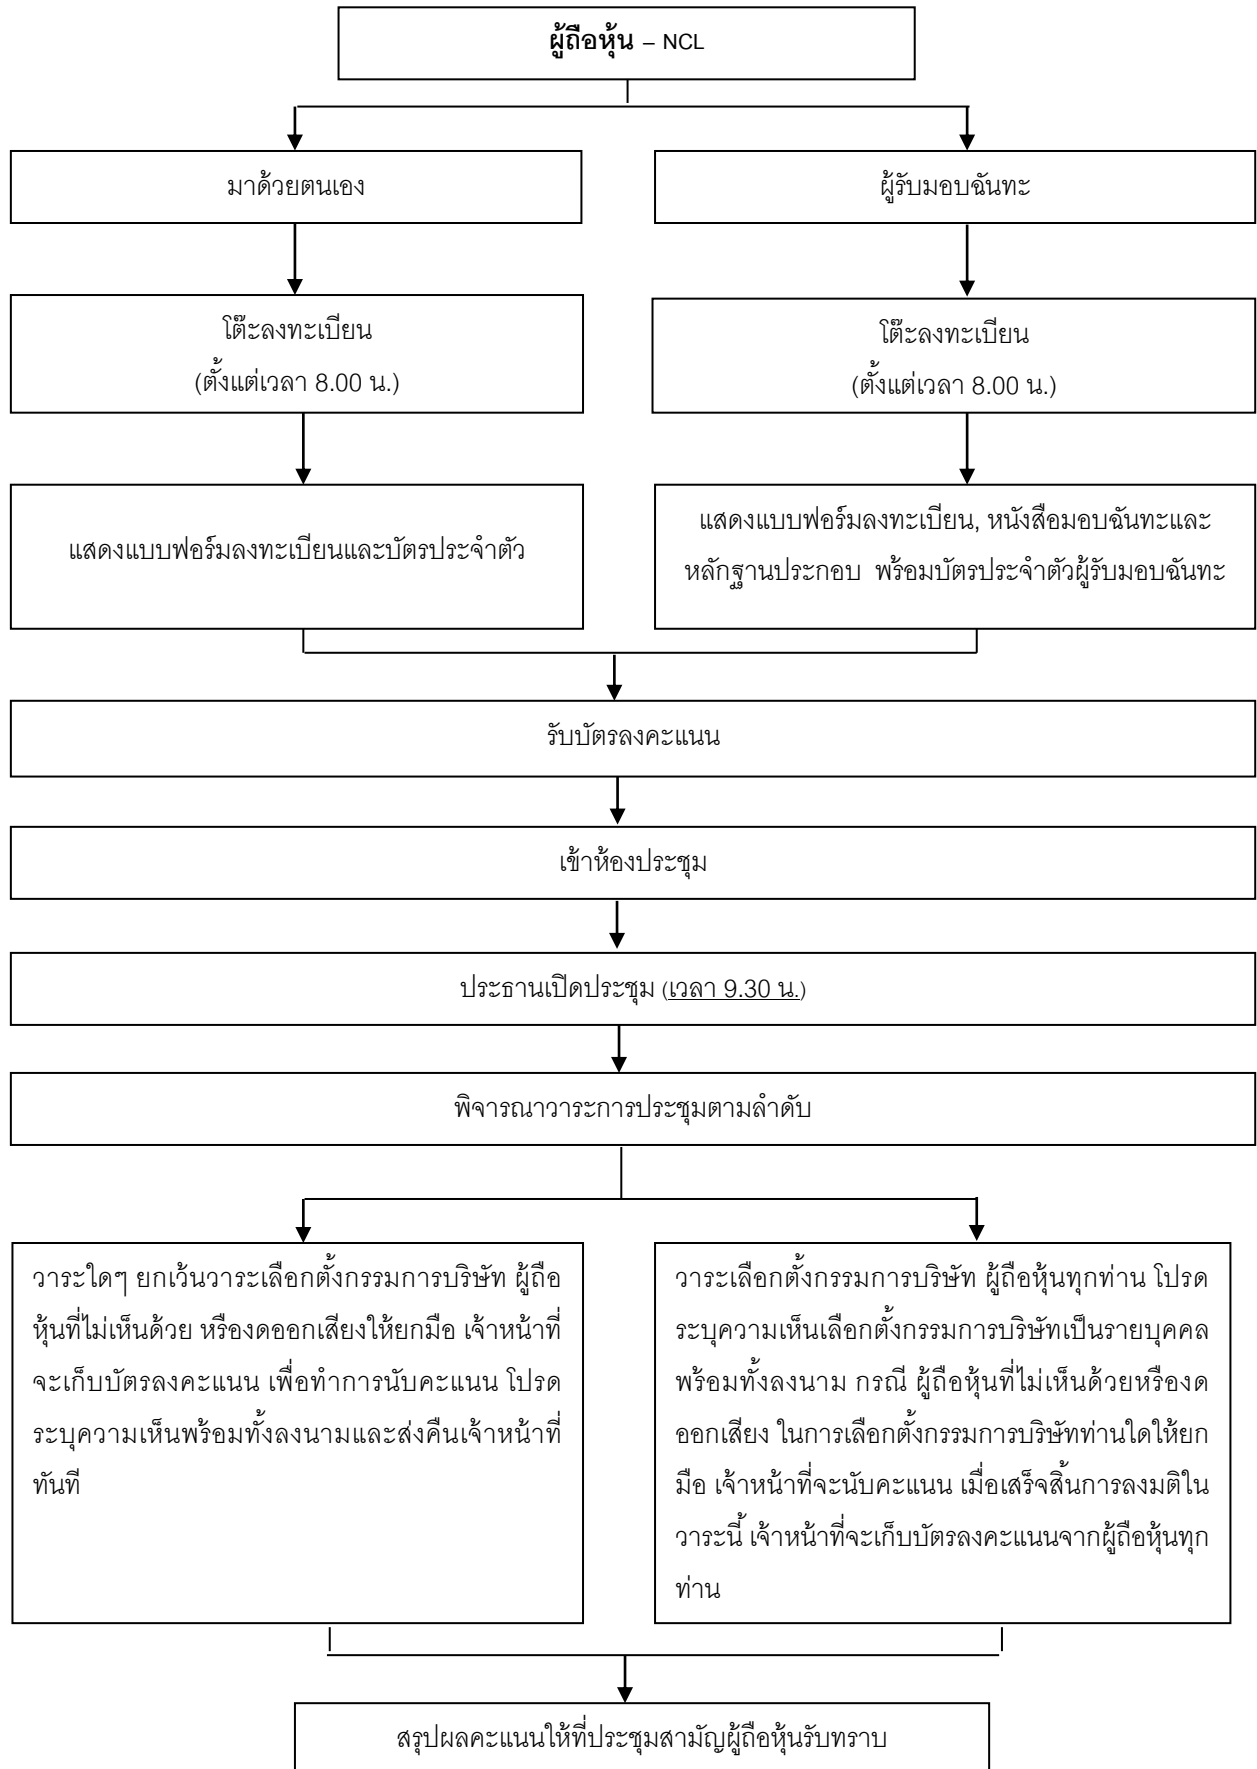 ผู้ถือหุ้น – NCL
มาด้วยตนเอง
ผู้รับมอบฉันทะ
โต๊ะลงทะเบียน
(ตั้งแต่เวลา 8.00 น.)
โต๊ะลงทะเบียน
(ตั้งแต่เวลา 8.00 น.)
แสดงแบบฟอร์มลงทะเบียนและบัตรประจำตัว
แสดงแบบฟอร์มลงทะเบียน, หนังสือมอบฉันทะและ
หลักฐานประกอบ พร้อมบัตรประจำตัวผู้รับมอบฉันทะ
รับบัตรลงคะแนน
เข้าห้องประชุม
ประธานเปิดประชุม (เวลา 9.30 น.)
พิจารณาวาระการประชุมตามลำดับ
วาระใดๆ ยกเว้นวาระเลือกตั้งกรรมการบริษัท ผู้ถือ
หุ้นที่ไม่เห็นด้วย หรืองดออกเสียงให้ยกมือ เจ้าหน้าที่
จะเก็บบัตรลงคะแนน เพื่อทำการนับคะแนน โปรด
ระบุความเห็นพร้อมทั้งลงนามและส่งคืนเจ้าหน้าที่
ทันที
วาระเลือกตั้งกรรมการบริษัท ผู้ถือหุ้นทุกท่าน โปรด
ระบุความเห็นเลือกตั้งกรรมการบริษัทเป็นรายบุคคล
พร้อมทั้งลงนาม กรณี ผู้ถือหุ้นที่ไม่เห็นด้วยหรืองด
ออกเสียง ในการเลือกตั้งกรรมการบริษัทท่านใดให้ยก
มือ เจ้าหน้าที่จะนับคะแนน เมื่อเสร็จสิ้นการลงมติใน
วาระนี้ เจ้าหน้าที่จะเก็บบัตรลงคะแนนจากผู้ถือหุ้นทุก
ท่าน
สรุปผลคะแนนให้ที่ประชุมสามัญผู้ถือหุ้นรับทราบ